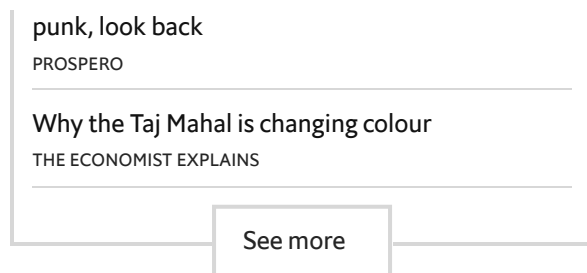 punk, look back
PROSPERO
Why the Taj Mahal is changing colour
THE ECONOMIST EXPLAINS
See more